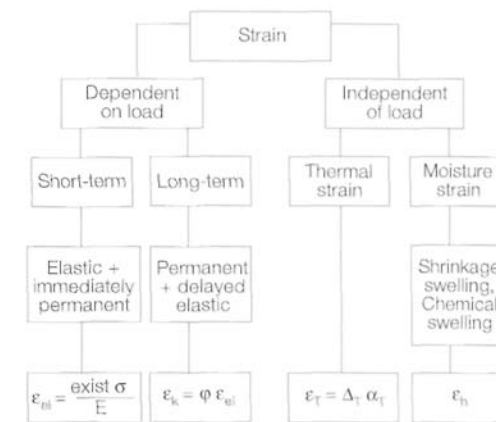 Strain
Dependent
on load
Independent
of load
Short-term
Long-term
Thermal
strain
Moisture
strain
Elastic +
immediately
permanent
Permanent
+ delayed
elastic
Shrinkage,
swelling,
Chemical
swelling
ε_el = exist σ / E
ε_k = φ ε_el
ε_T = Δ_T α_T
ε_h